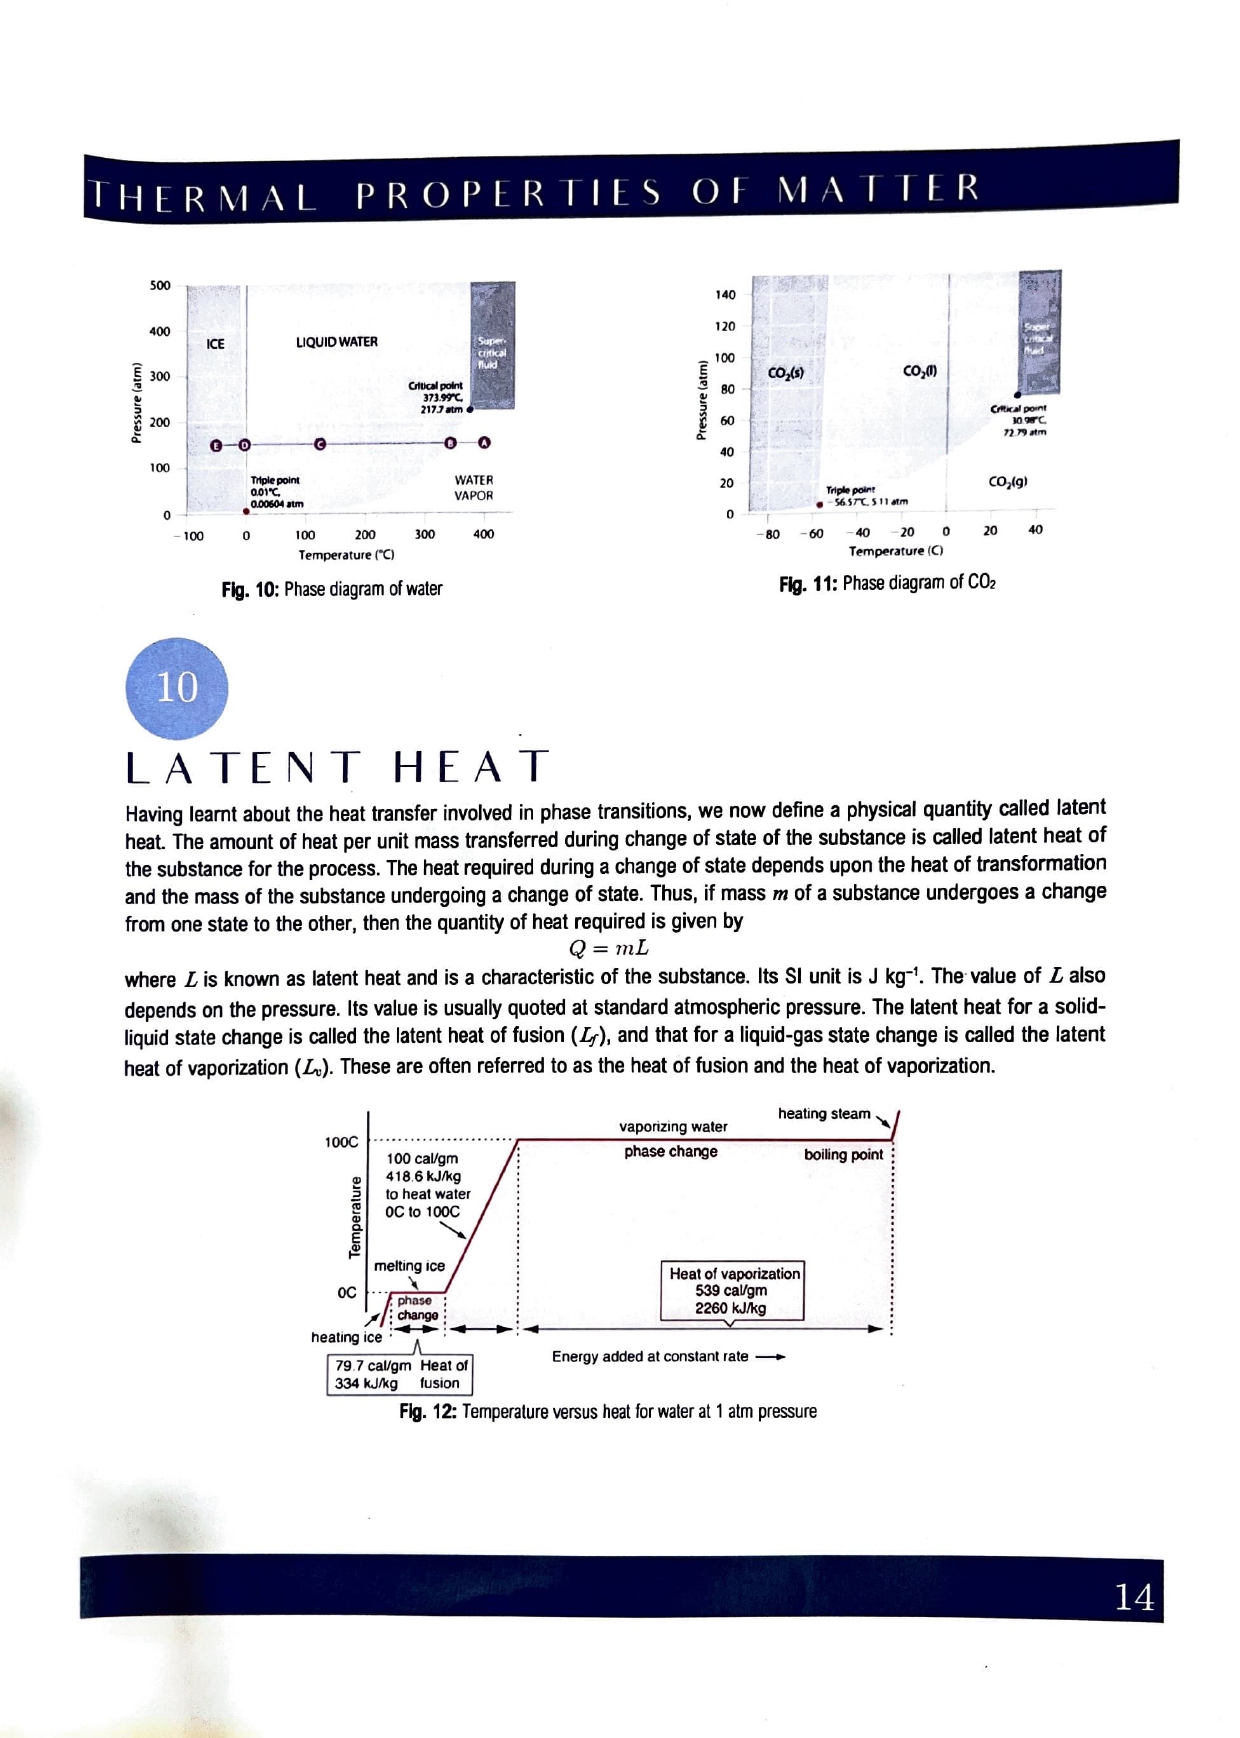 THERMAL PROPERTIES OF MATTER
500
400
300
200
100
0
Pressure (atm)
ICE
LIQUID WATER
Super-
critical
fluid
Critical point
373.99°C,
217.7 atm
E
D
C
B
A
Triple point
0.01°C,
0.00604 atm
WATER
VAPOR
-100 0 100 200 300 400
Temperature (°C)
Fig. 10: Phase diagram of water
140
120
100
80
60
40
20
0
Pressure (atm)
CO₂(s)
CO₂(l)
Super-
critical
fluid
Critical point
30.98°C,
72.79 atm
CO₂(g)
Triple point
-56.57°C, 5.11 atm
-80 -60 -40 -20 0 20 40
Temperature (C)
Fig. 11: Phase diagram of CO₂
10
LATENT HEAT
Having learnt about the heat transfer involved in phase transitions, we now define a physical quantity called latent
heat. The amount of heat per unit mass transferred during change of state of the substance is called latent heat of
the substance for the process. The heat required during a change of state depends upon the heat of transformation
and the mass of the substance undergoing a change of state. Thus, if mass m of a substance undergoes a change
from one state to the other, then the quantity of heat required is given by
Q = mL
where L is known as latent heat and is a characteristic of the substance. Its SI unit is J kg⁻¹. The value of L also
depends on the pressure. Its value is usually quoted at standard atmospheric pressure. The latent heat for a solid-
liquid state change is called the latent heat of fusion (Lf), and that for a liquid-gas state change is called the latent
heat of vaporization (Lv). These are often referred to as the heat of fusion and the heat of vaporization.
heating steam
vaporizing water
100C
phase change
boiling point
100 cal/gm
418.6 kJ/kg
to heat water
0C to 100C
Temperature
melting ice
Heat of vaporization
539 cal/gm
2260 kJ/kg
0C
phase
change
heating ice
Energy added at constant rate
79.7 cal/gm Heat of
334 kJ/kg fusion
Fig. 12: Temperature versus heat for water at 1 atm pressure
14